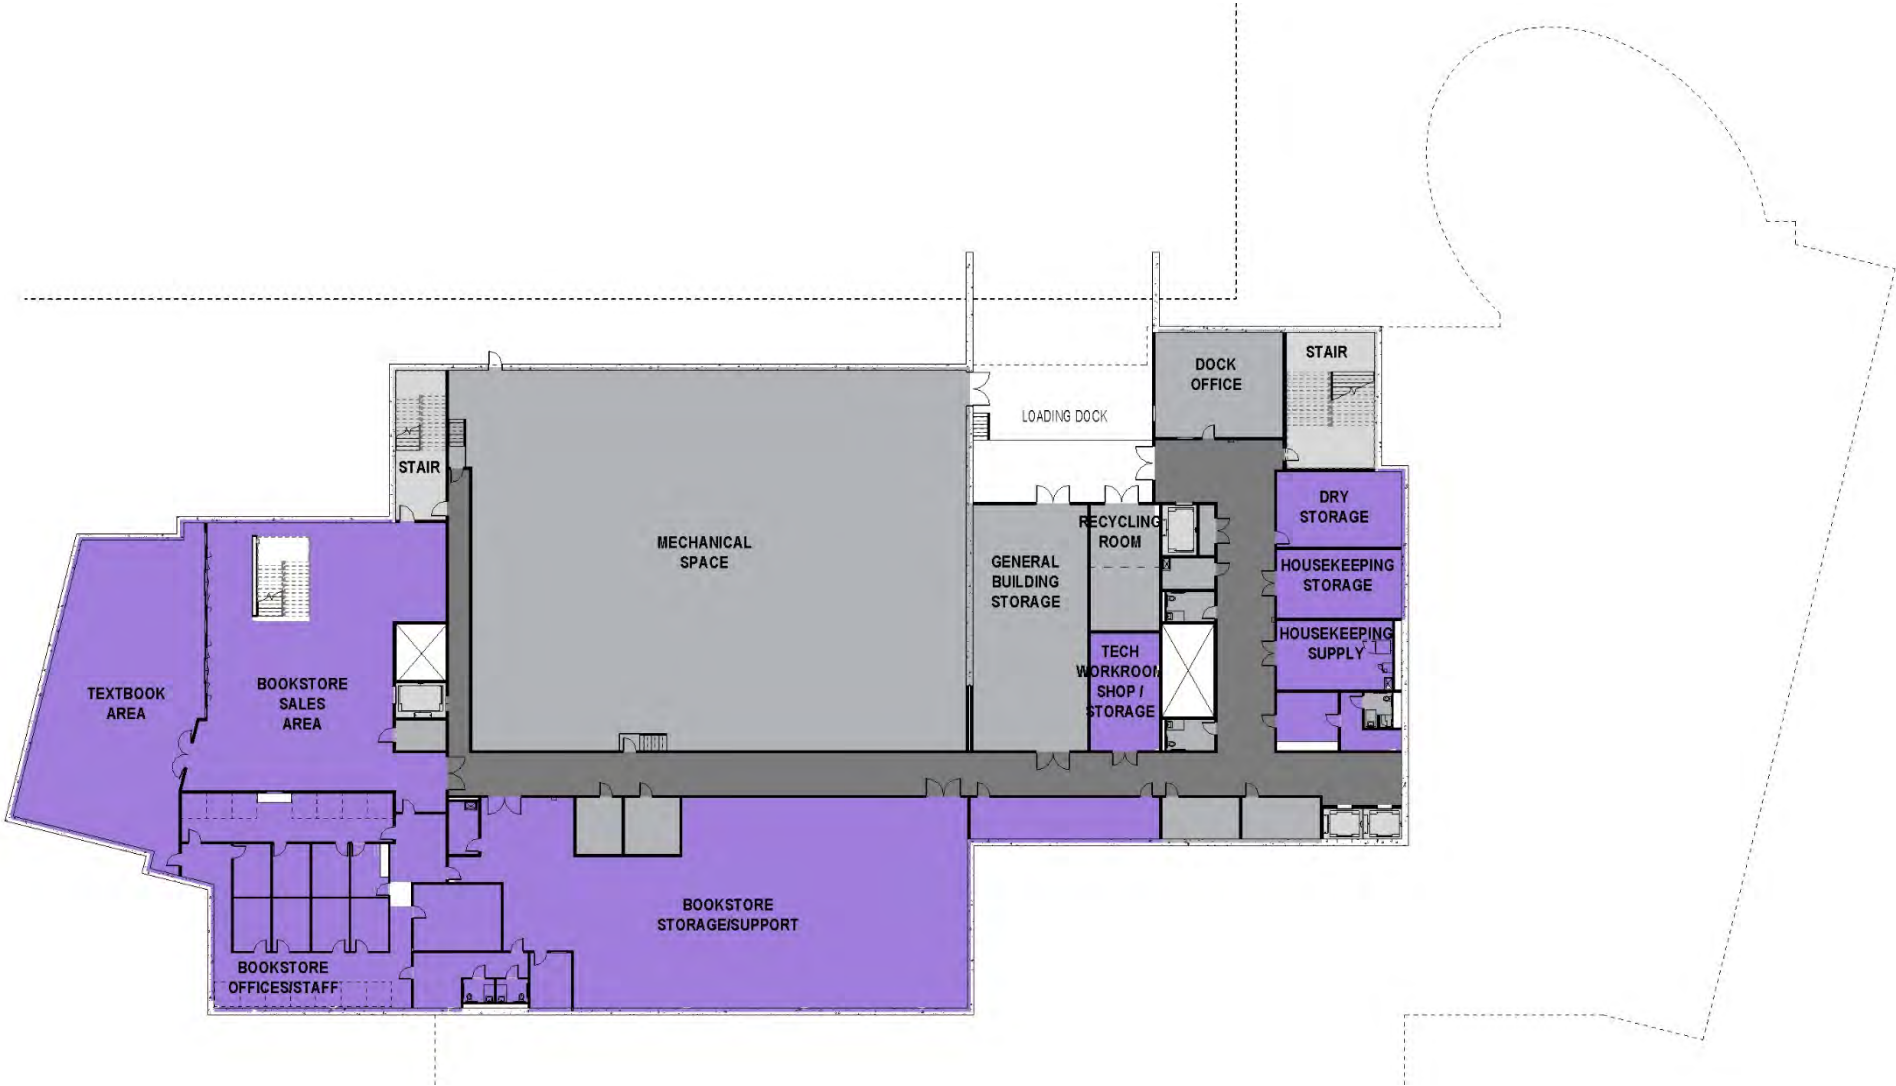 STAIR
DOCK
OFFICE
LOADING DOCK
STAIR
DRY
STORAGE
RECYCLING
ROOM
MECHANICAL
SPACE
GENERAL
BUILDING
STORAGE
HOUSEKEEPING
STORAGE
HOUSEKEEPING
SUPPLY
TECH
WORKROOM
SHOP /
STORAGE
TEXTBOOK
AREA
BOOKSTORE
SALES
AREA
BOOKSTORE
STORAGE/SUPPORT
BOOKSTORE
OFFICES/STAFF